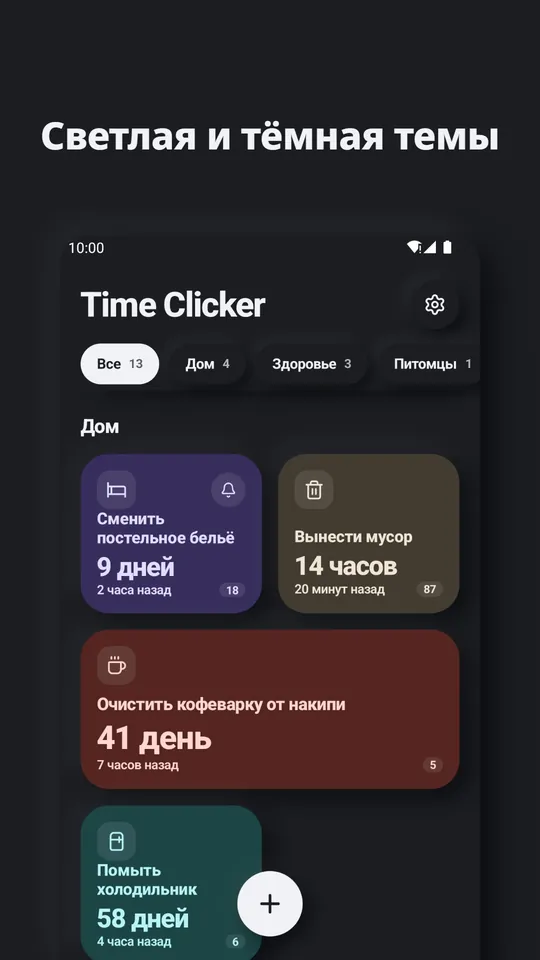 Светлая и тёмная темы
10:00
Time Clicker
Все 13 Дом 4 Здоровье 3 Питомцы 1
Дом
Сменить
постельное бельё
9 дней
2 часа назад 18
Вынести мусор
14 часов
20 минут назад 87
Очистить кофеварку от накипи
41 день
7 часов назад 5
Помыть
холодильник
58 дней
4 часа назад 6